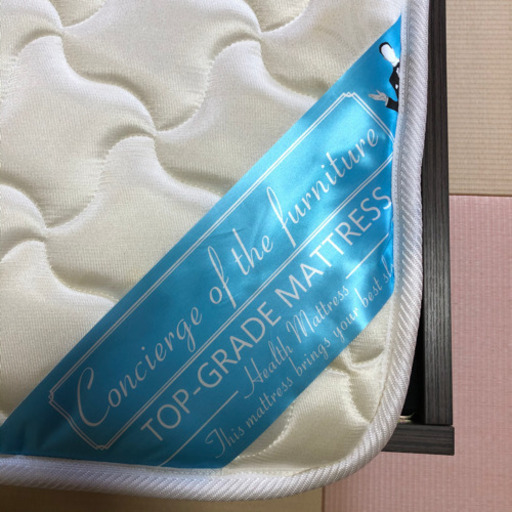 Concierge of the furniture
TOP-GRADE MATTRESS
Health Mattress
This mattress brings your best